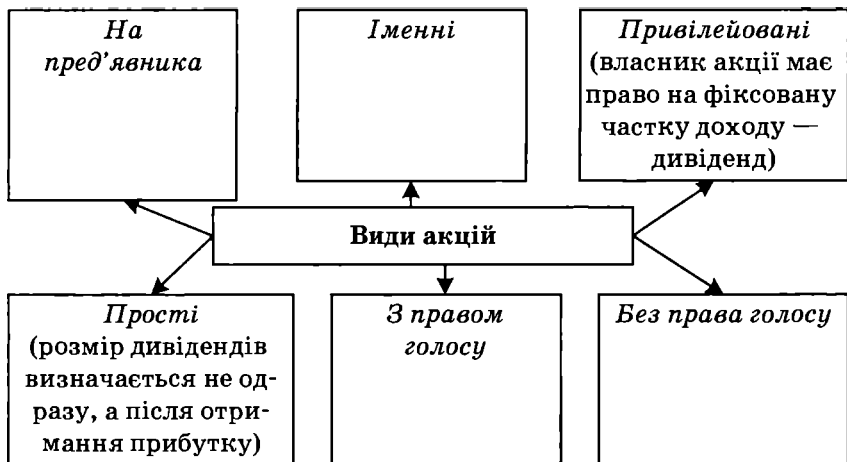 На
пред’явника
Іменні
Привілейовані
(власник акції має
право на фіксовану
частку доходу —
дивіденд)
Види акцій
Прості
(розмір дивідендів
визначається не од-
разу, а після отри-
мання прибутку)
З правом
голосу
Без права голосу